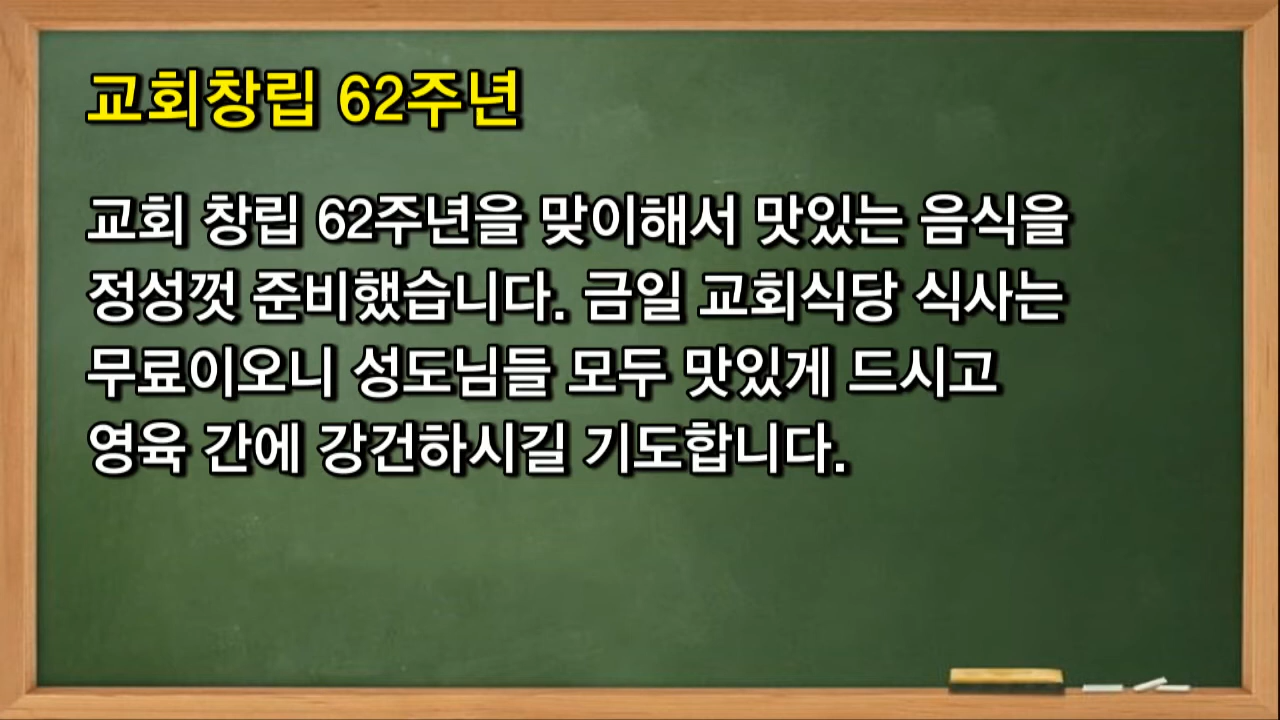 교회창립 62주년
교회 창립 62주년을 맞이해서 맛있는 음식을
정성껏 준비했습니다. 금일 교회식당 식사는
무료이오니 성도님들 모두 맛있게 드시고
영육 간에 강건하시길 기도합니다.